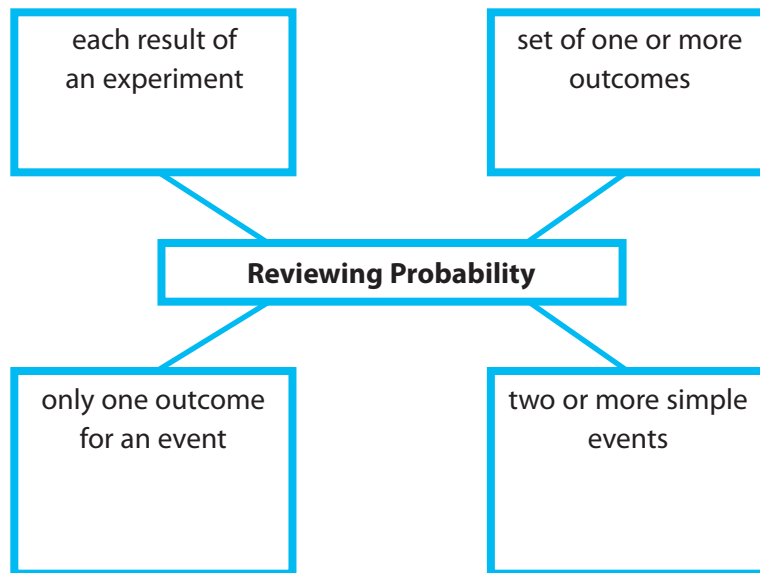 each result of
an experiment
set of one or more
outcomes
Reviewing Probability
only one outcome
for an event
two or more simple
events